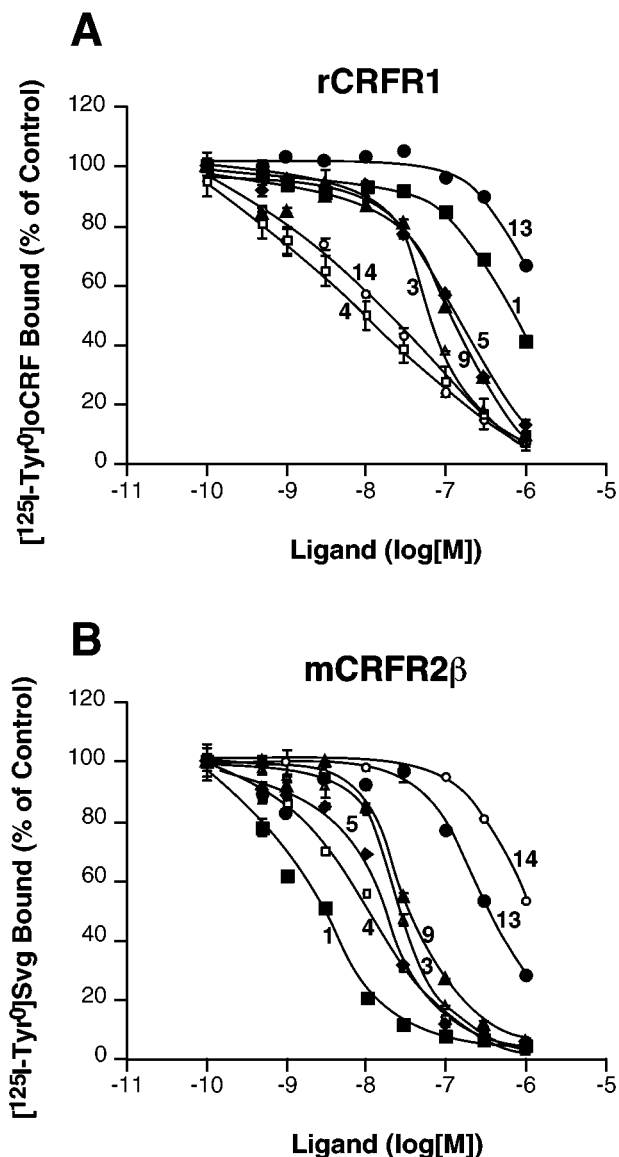 A
rCRFR1
[¹²⁵I-Tyr⁰]oCRF Bound (% of Control)
120
100
80
60
40
20
0
13
1
14
3
4
5
9
-11 -10 -9 -8 -7 -6 -5
Ligand (log[M])
B
mCRFR2β
[¹²⁵I-Tyr⁰]Svg Bound (% of Control)
120
100
80
60
40
20
0
5
14
13
1
4
9
3
-11 -10 -9 -8 -7 -6 -5
Ligand (log[M])